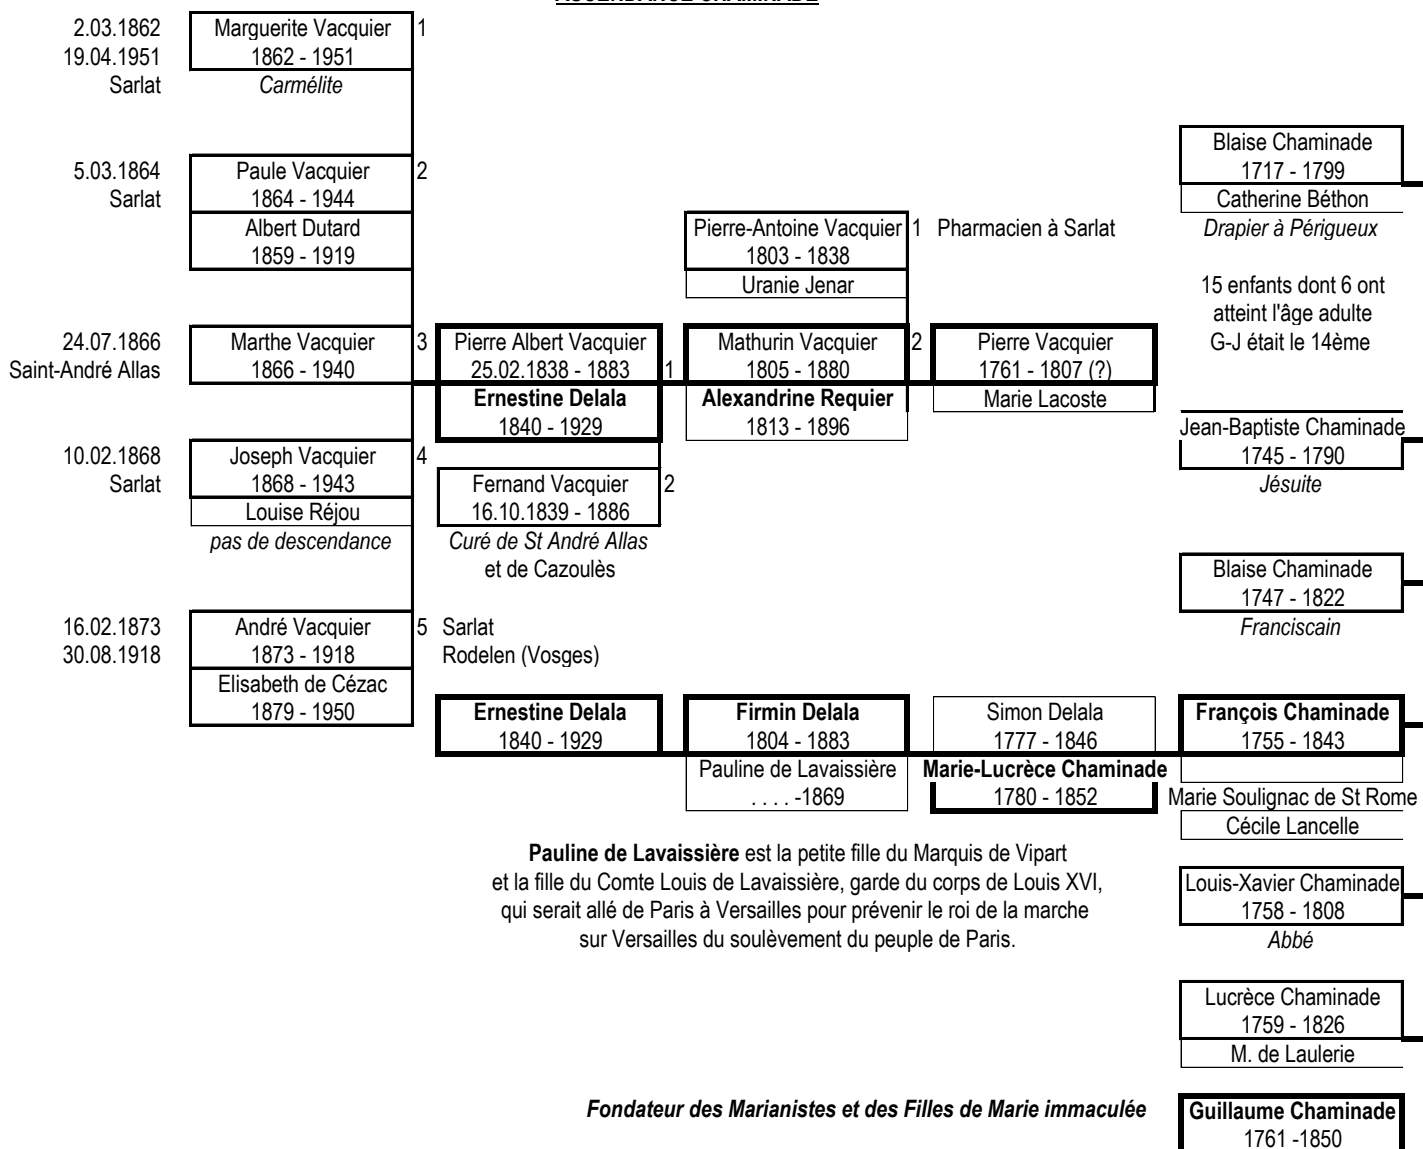 ASCENDANCE CHAMINADE
2.03.1862 Marguerite Vacquier 1
19.04.1951 1862 - 1951
Sarlat Carmélite
Blaise Chaminade
5.03.1864 Paule Vacquier 2 1717 - 1799
Sarlat 1864 - 1944 Catherine Béthon
Albert Dutard Pierre-Antoine Vacquier 1 Pharmacien à Sarlat Drapier à Périgueux
1859 - 1919 1803 - 1838
Uranie Jenar 15 enfants dont 6 ont
atteint l'âge adulte
24.07.1866 Marthe Vacquier 3 Pierre Albert Vacquier Mathurin Vacquier 2 Pierre Vacquier G-J était le 14ème
Saint-André Allas 1866 - 1940 25.02.1838 - 1883 1 1805 - 1880 1761 - 1807 (?)
Ernestine Delala Alexandrine Requier Marie Lacoste
1840 - 1929 1813 - 1896 Jean-Baptiste Chaminade
10.02.1868 Joseph Vacquier 4 1745 - 1790
Sarlat 1868 - 1943 Fernand Vacquier 2 Jésuite
Louise Réjou 16.10.1839 - 1886
pas de descendance Curé de St André Allas
et de Cazoulès Blaise Chaminade
1747 - 1822
16.02.1873 André Vacquier 5 Sarlat Franciscain
30.08.1918 1873 - 1918 Rodelen (Vosges)
Elisabeth de Cézac
1879 - 1950 Ernestine Delala Firmin Delala Simon Delala François Chaminade
1840 - 1929 1804 - 1883 1777 - 1846 1755 - 1843
Pauline de Lavaissière Marie-Lucrèce Chaminade
. . . . -1869 1780 - 1852 Marie Soulignac de St Rome
Cécile Lancelle
Pauline de Lavaissière est la petite fille du Marquis de Vipart
et la fille du Comte Louis de Lavaissière, garde du corps de Louis XVI, Louis-Xavier Chaminade
qui serait allé de Paris à Versailles pour prévenir le roi de la marche 1758 - 1808
sur Versailles du soulèvement du peuple de Paris. Abbé
Lucrèce Chaminade
1759 - 1826
M. de Laulerie
Fondateur des Marianistes et des Filles de Marie immaculée Guillaume Chaminade
1761 -1850